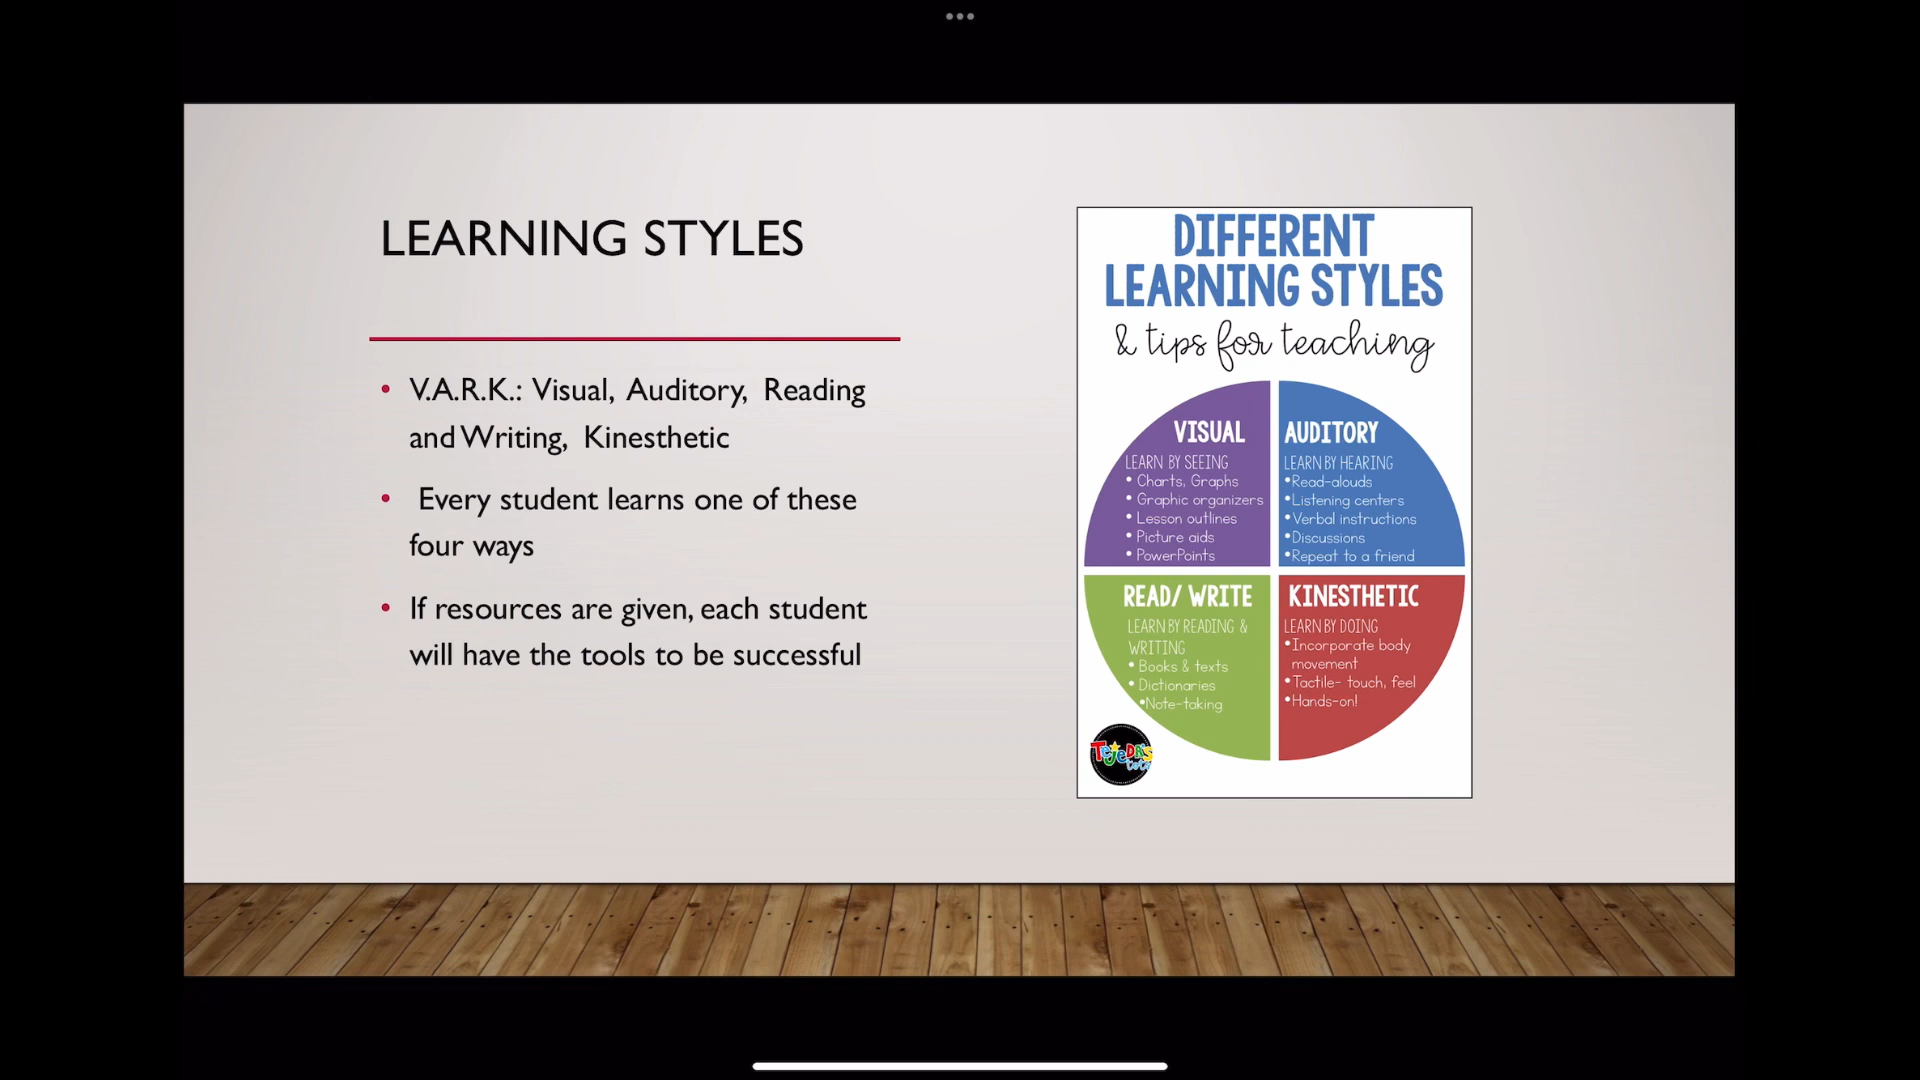 LEARNING STYLES
• V.A.R.K.: Visual, Auditory, Reading
and Writing, Kinesthetic
• Every student learns one of these
four ways
• If resources are given, each student
will have the tools to be successful
DIFFERENT
LEARNING STYLES
& tips for teaching
VISUAL
LEARN BY SEEING
• Charts, Graphs
• Graphic organizers
• Lesson outlines
• Picture aids
• PowerPoints
AUDITORY
LEARN BY HEARING
• Read-alouds
• Listening centers
• Verbal instructions
• Discussions
• Repeat to a friend
READ/ WRITE
LEARN BY READING &
WRITING
• Books & texts
• Dictionaries
• Note-taking
KINESTHETIC
LEARN BY DOING
• Incorporate body
movement
• Tactile- touch, feel
• Hands-on!
TejeDA's
tots